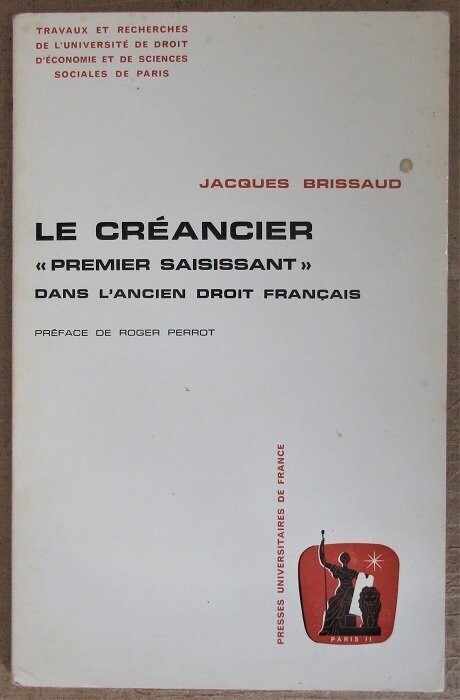 TRAVAUX ET RECHERCHES
DE L'UNIVERSITÉ DE DROIT
D'ÉCONOMIE ET DE SCIENCES
SOCIALES DE PARIS
JACQUES BRISSAUD
LE CRÉANCIER
« PREMIER SAISISSANT »
DANS L'ANCIEN DROIT FRANÇAIS
PRÉFACE DE ROGER PERROT
PRESSES UNIVERSITAIRES DE FRANCE
PARIS II